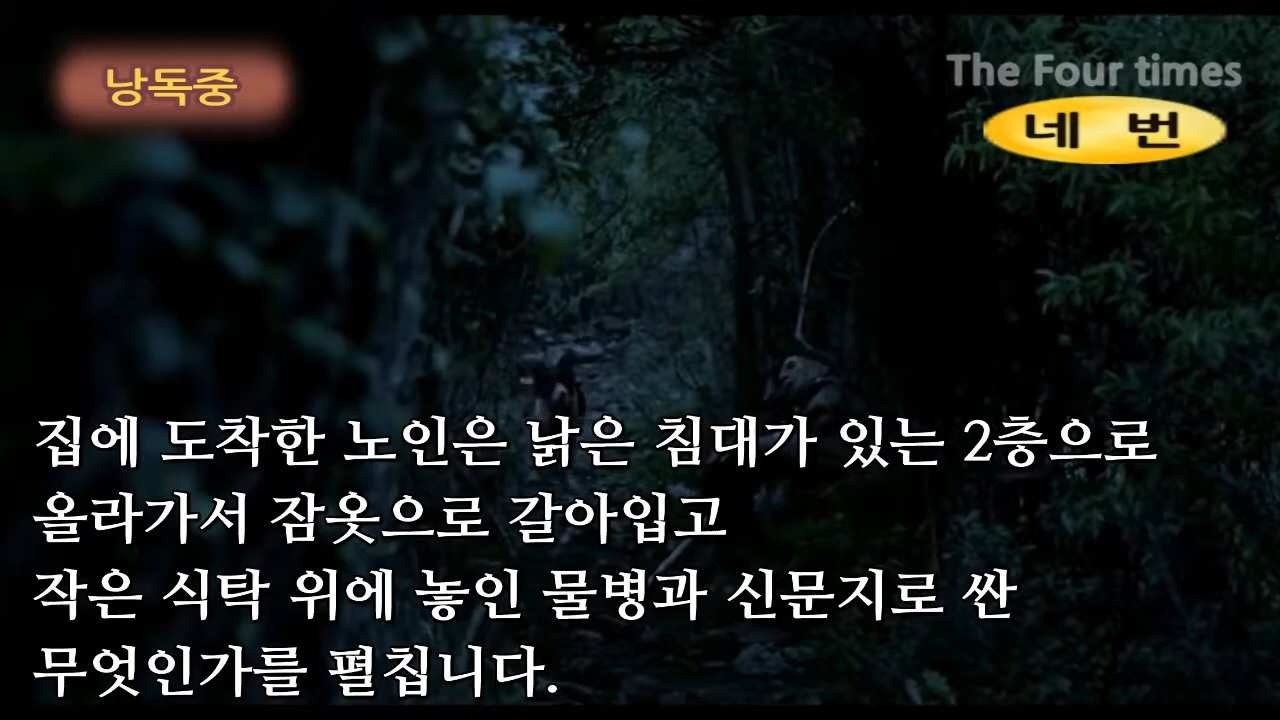 낭독중
The Four times
네 번
집에 도착한 노인은 낡은 침대가 있는 2층으로
올라가서 잠옷으로 갈아입고
작은 식탁 위에 놓인 물병과 신문지로 싼
무엇인가를 펼칩니다.